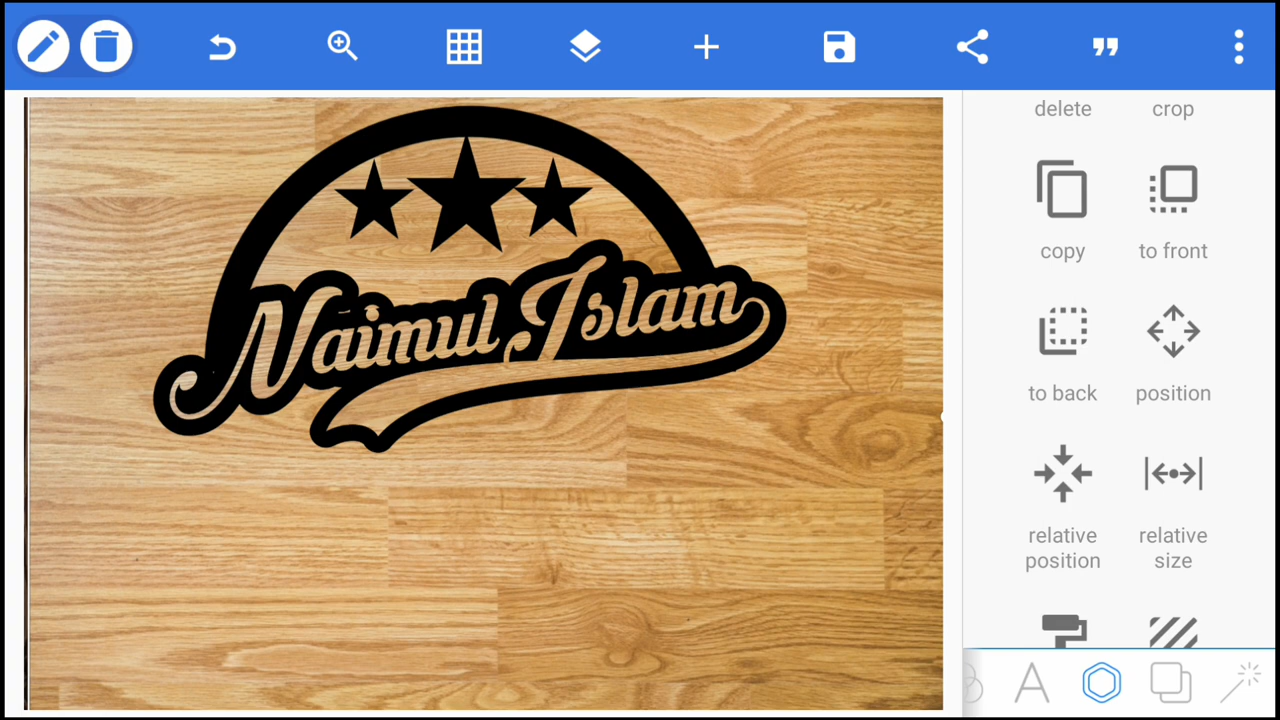 delete
crop
copy
to front
Naimul Islam
to back
position
relative
position
relative
size